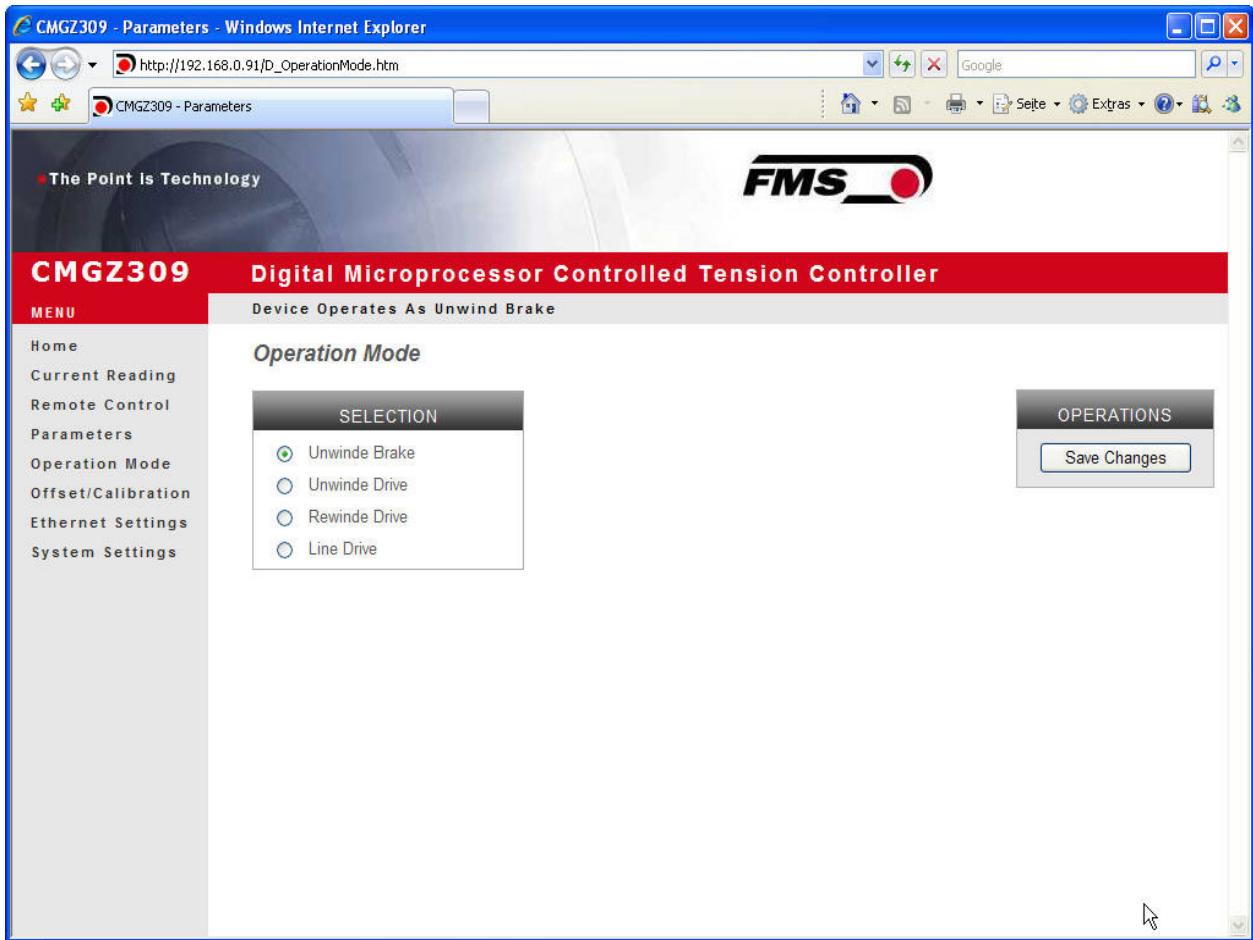 CMGZ309 - Parameters - Windows Internet Explorer
http://192.168.0.91/D_OperationMode.htm
Google
CMGZ309 - Parameters
Seite
Extras
The Point is Technology
FMS
CMGZ309
Digital Microprocessor Controlled Tension Controller
MENU
Device Operates As Unwind Brake
Home
Current Reading
Remote Control
Parameters
Operation Mode
Offset/Calibration
Ethernet Settings
System Settings
Operation Mode
SELECTION
Unwinde Brake
Unwinde Drive
Rewinde Drive
Line Drive
OPERATIONS
Save Changes